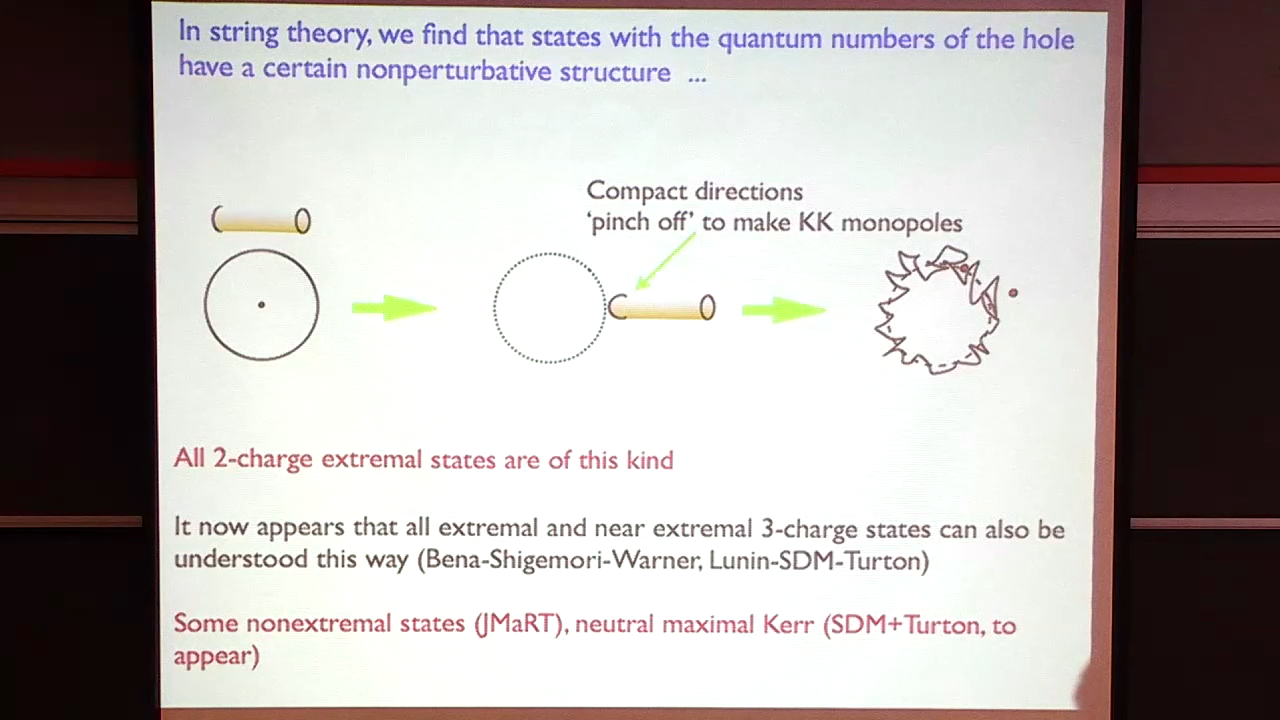 In string theory, we find that states with the quantum numbers of the hole
have a certain nonperturbative structure ...
Compact directions
'pinch off' to make KK monopoles
All 2-charge extremal states are of this kind
It now appears that all extremal and near extremal 3-charge states can also be
understood this way (Bena-Shigemori-Warner, Lunin-SDM-Turton)
Some nonextremal states (JMaRT), neutral maximal Kerr (SDM+Turton, to
appear)